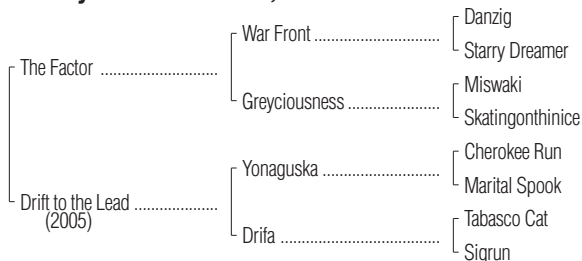 Danzig
War Front ......................................
Starry Dreamer
The Factor ...................................
Miswaki
Greyciousness ...........................
Skatingonthinice
Cherokee Run
Yonaguska ...................................
Marital Spook
Drift to the Lead ........................
(2005)
Tabasco Cat
Drifa ................................................
Sigrun